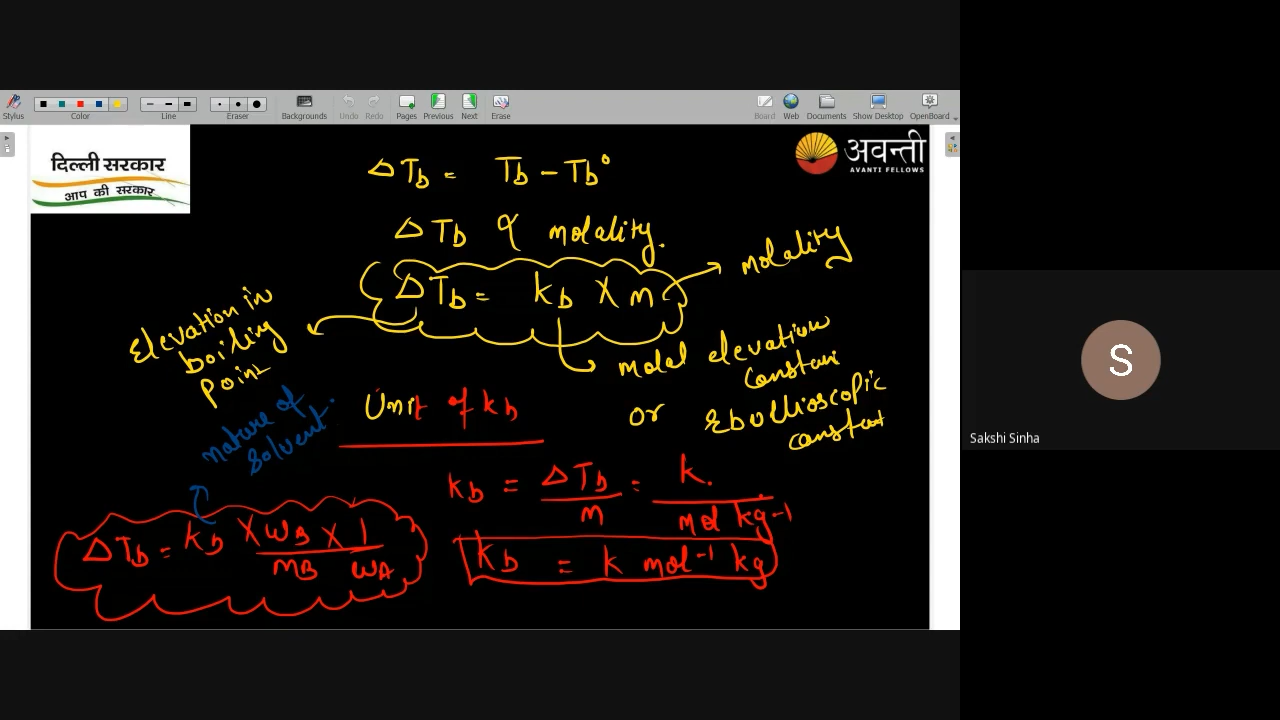 Stylus
Color
Line
Eraser
Backgrounds
Undo
Redo
Pages
Previous
Next
Erase
Board
Web
Documents
Show Desktop
OpenBoard
दिल्ली सरकार
आप की सरकार
अवन्ती
AVANTI FELLOWS
ΔTb = Tb - Tb°
ΔTb ∝ molality.
ΔTb = kb X m
molality
Elevation in
boiling
point
molal elevation
constant
or Ebullioscopic
constant
Unit of kb
nature of
solvent.
kb = ΔTb / m = k. / mol kg-1
kb = k mol-1 kg
ΔTb = kb X WB X 1 / MB WA
S
Sakshi Sinha